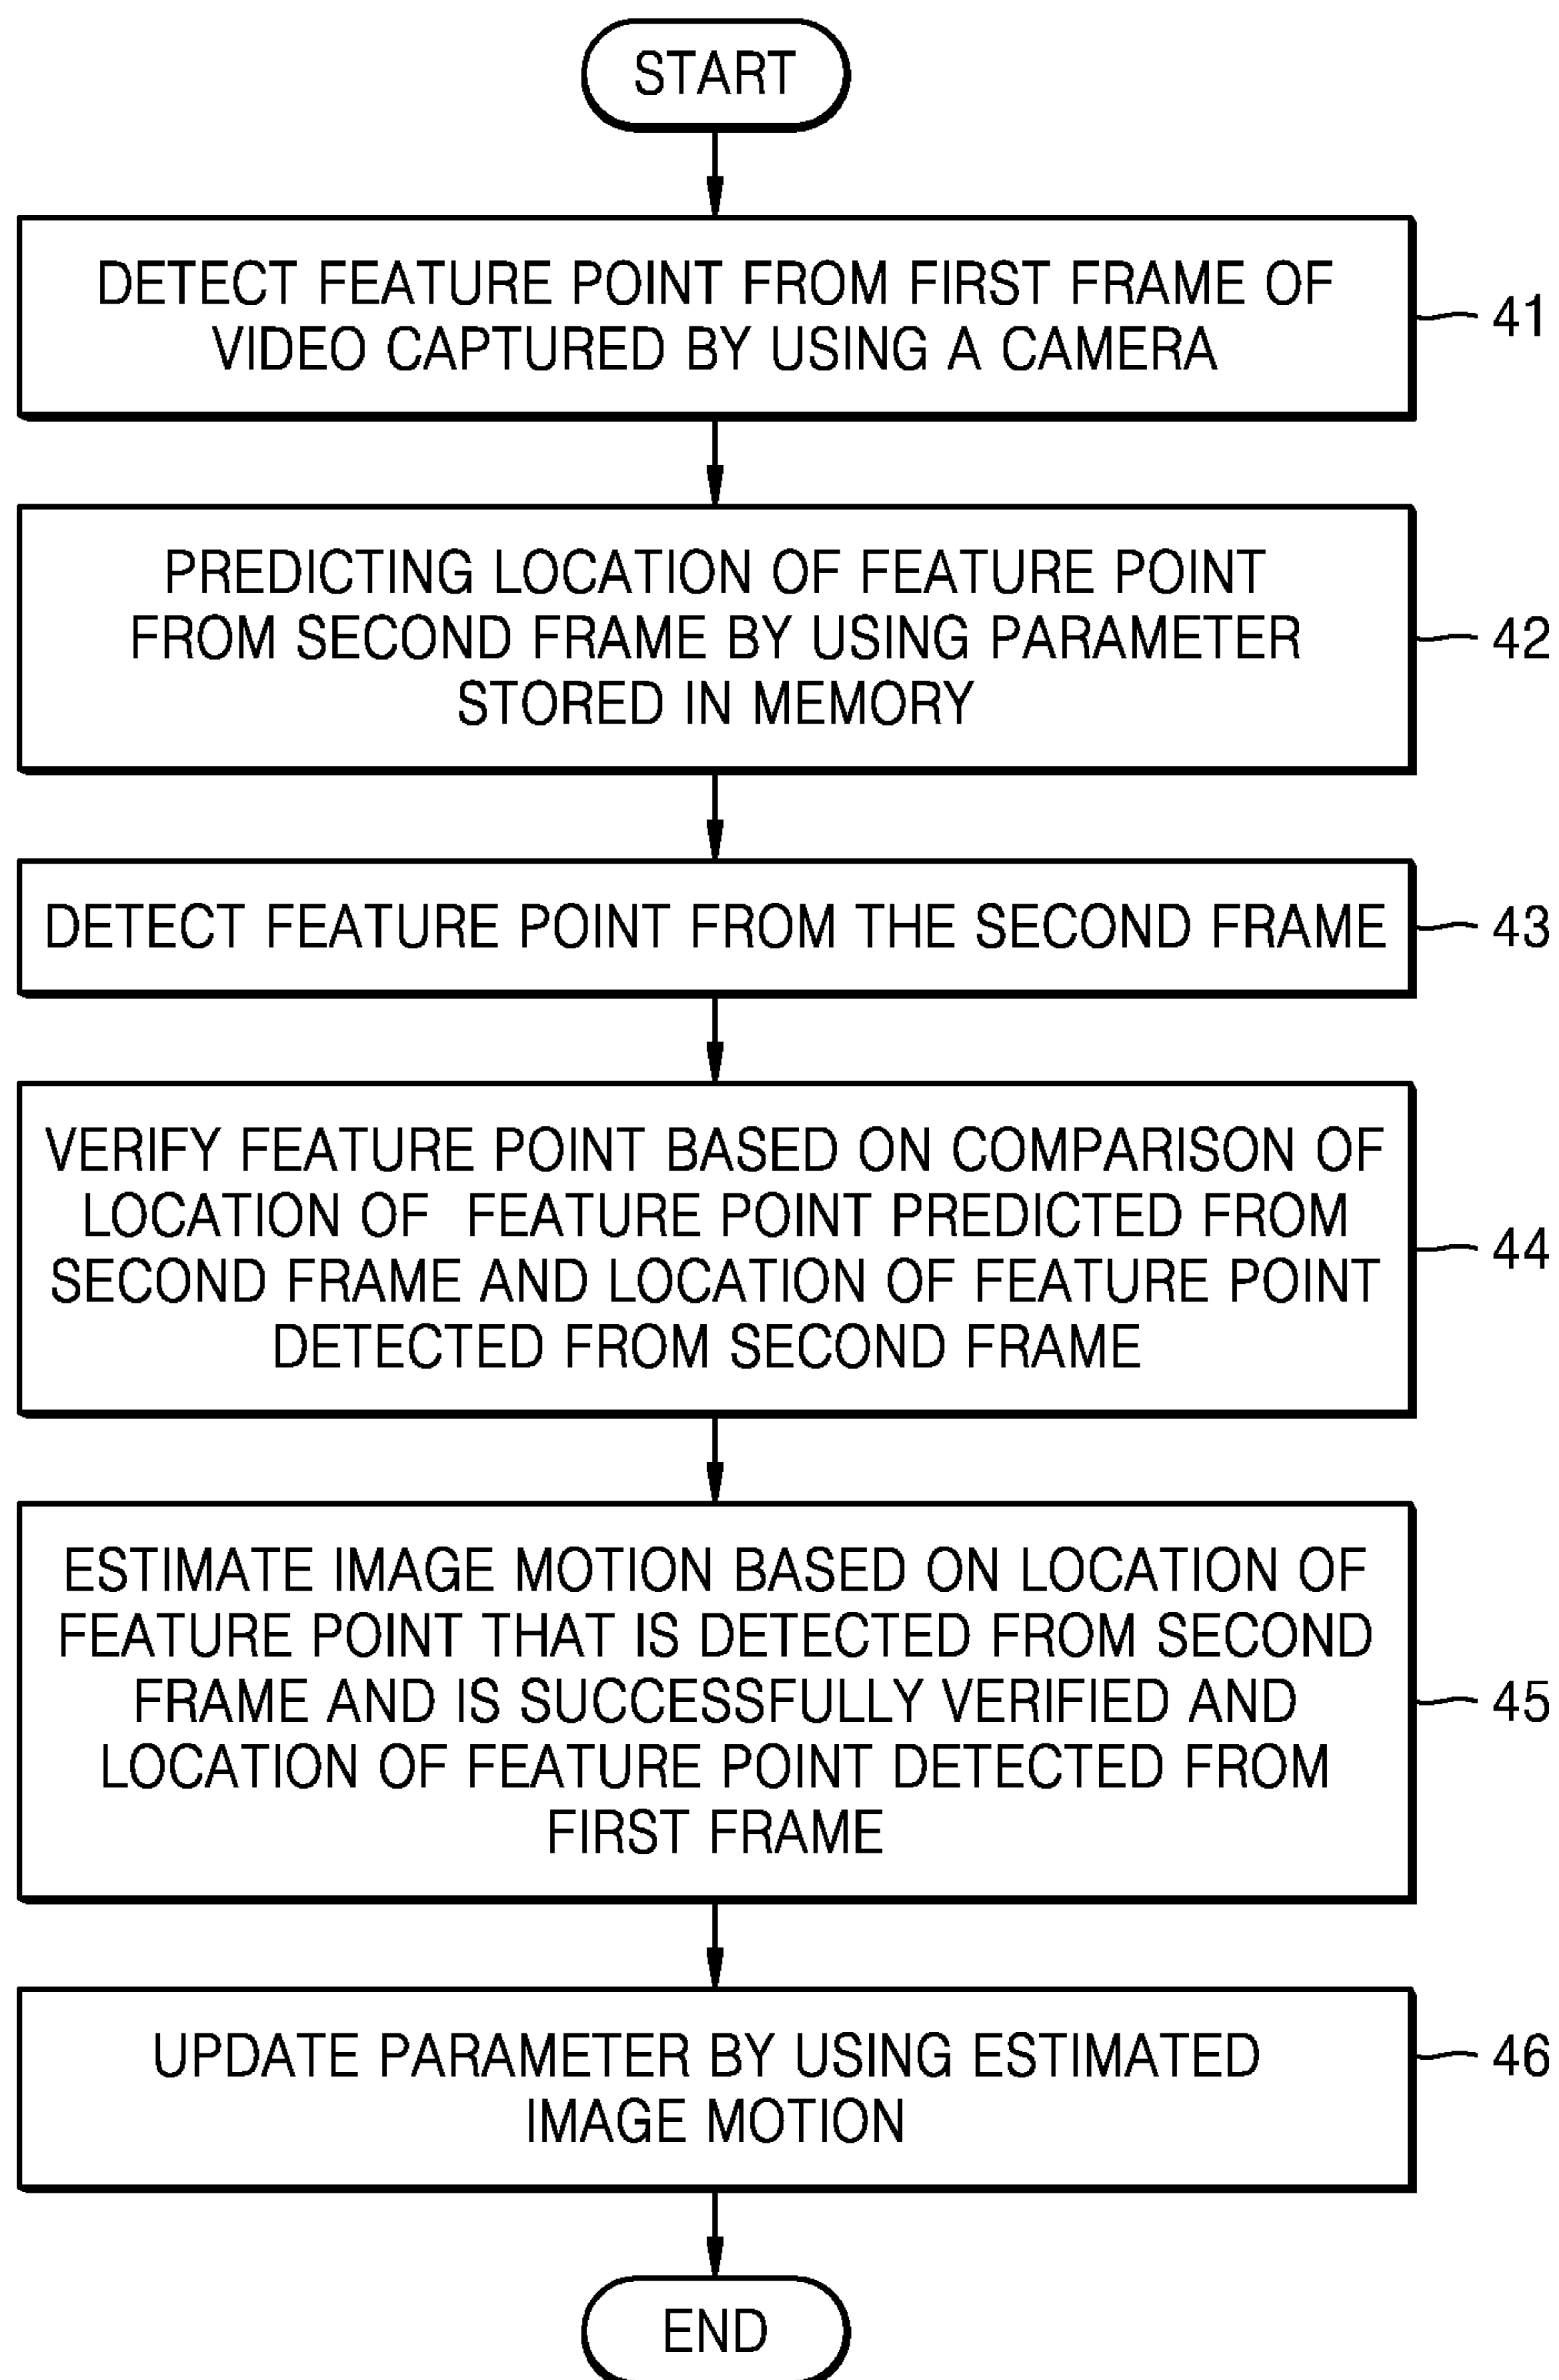 START
DETECT FEATURE POINT FROM FIRST FRAME OF
VIDEO CAPTURED BY USING A CAMERA
41
PREDICTING LOCATION OF FEATURE POINT
FROM SECOND FRAME BY USING PARAMETER
STORED IN MEMORY
42
DETECT FEATURE POINT FROM THE SECOND FRAME
43
VERIFY FEATURE POINT BASED ON COMPARISON OF
LOCATION OF FEATURE POINT PREDICTED FROM
SECOND FRAME AND LOCATION OF FEATURE POINT
DETECTED FROM SECOND FRAME
44
ESTIMATE IMAGE MOTION BASED ON LOCATION OF
FEATURE POINT THAT IS DETECTED FROM SECOND
FRAME AND IS SUCCESSFULLY VERIFIED AND
LOCATION OF FEATURE POINT DETECTED FROM
FIRST FRAME
45
UPDATE PARAMETER BY USING ESTIMATED
IMAGE MOTION
46
END